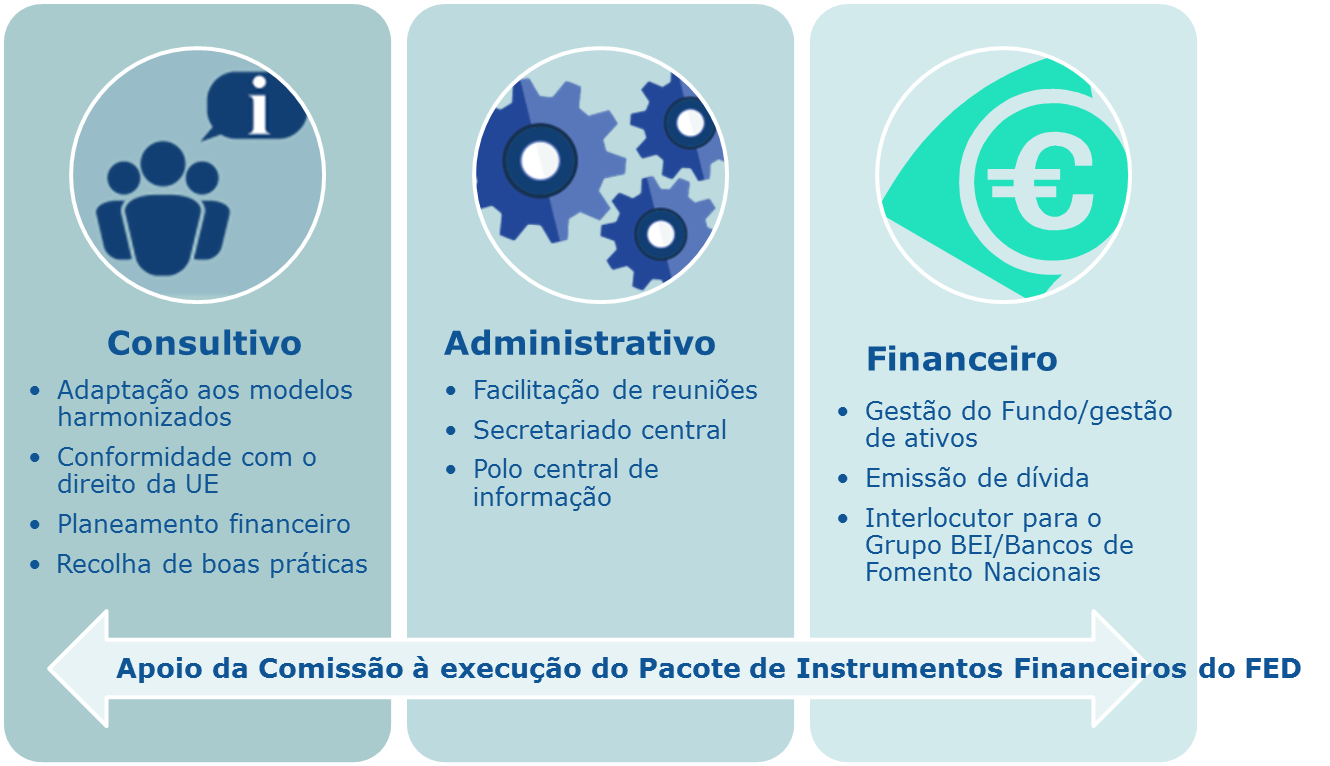 i
Consultivo
• Adaptação aos modelos
harmonizados
• Conformidade com o
direito da UE
• Planeamento financeiro
• Recolha de boas práticas
Administrativo
• Facilitação de reuniões
• Secretariado central
• Polo central de
informação
€
Financeiro
• Gestão do Fundo/gestão
de ativos
• Emissão de dívida
• Interlocutor para o
Grupo BEI/Bancos de
Fomento Nacionais
Apoio da Comissão à execução do Pacote de Instrumentos Financeiros do FED